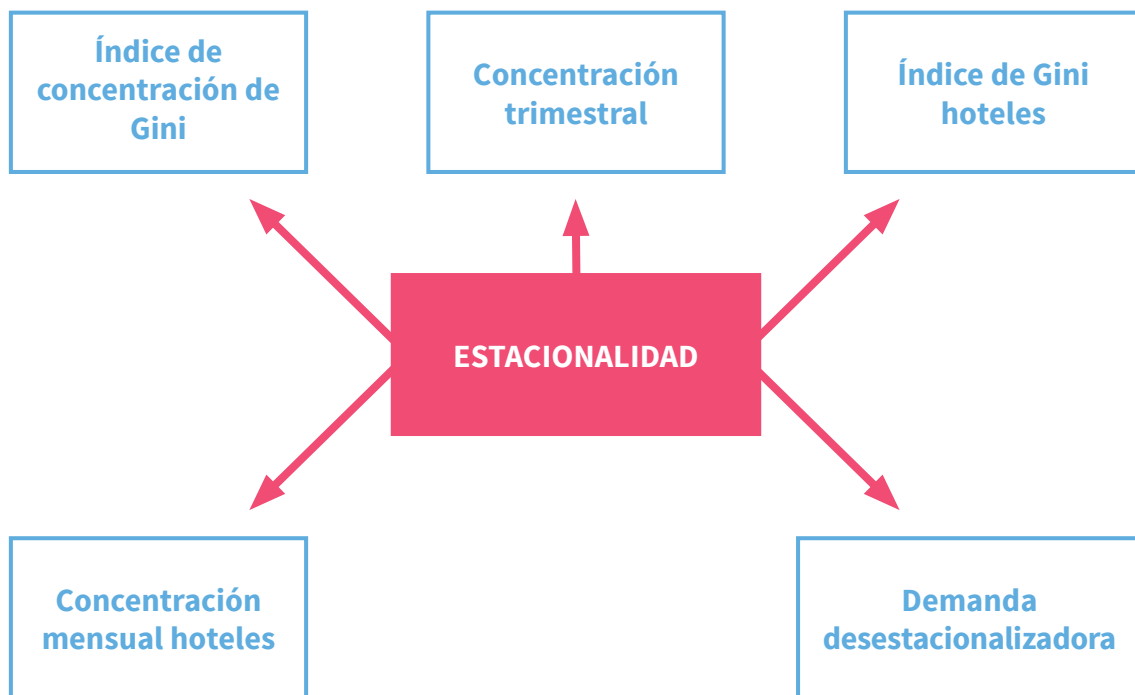 Índice de
concentración de
Gini
Concentración
trimestral
Índice de Gini
hoteles
ESTACIONALIDAD
Concentración
mensual hoteles
Demanda
desestacionalizadora